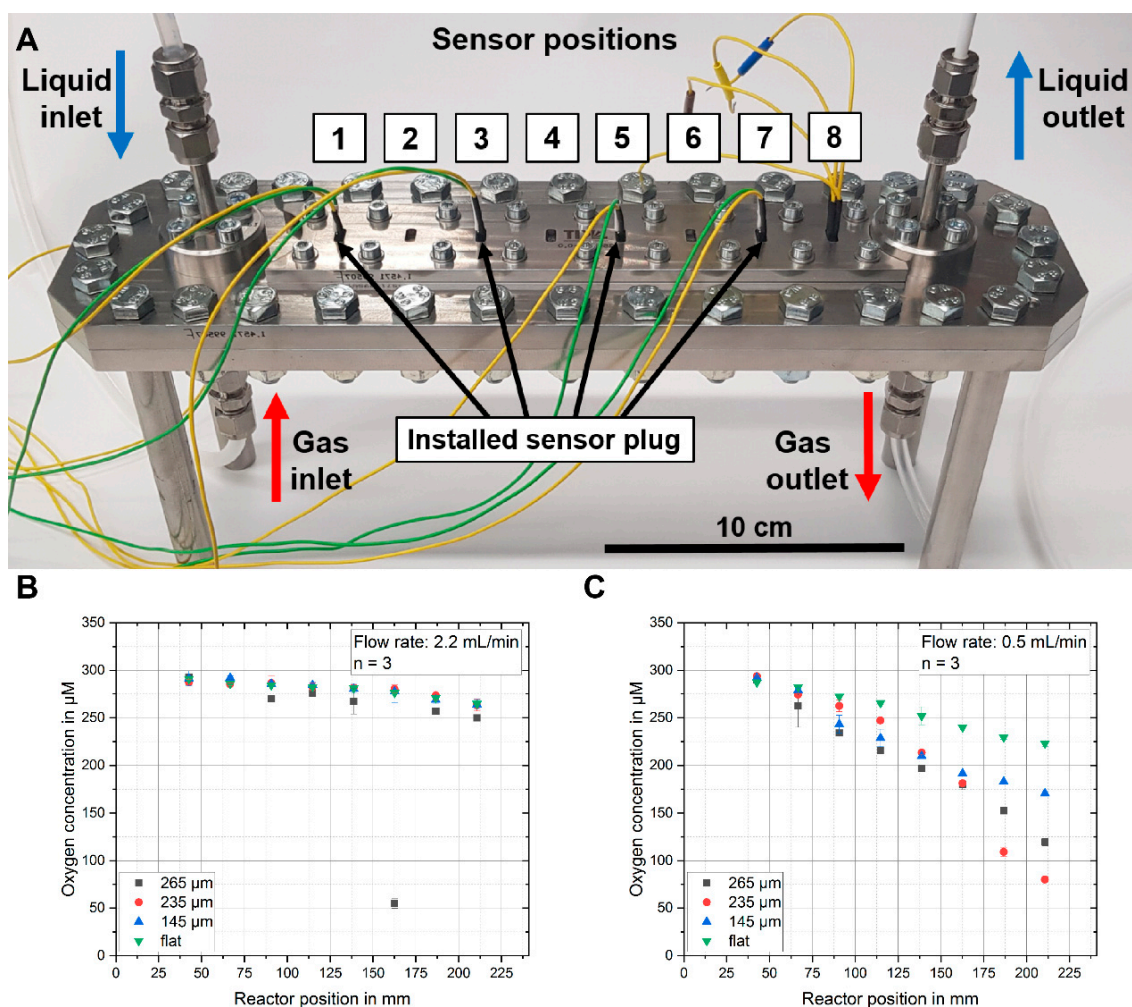 A
Sensor positions
Liquid
inlet
Liquid
outlet
1 2 3 4 5 6 7 8
Installed sensor plug
Gas
inlet
Gas
outlet
10 cm
B
350
300
250
200
150
100
50
0
Oxygen concentration in µM
Flow rate: 2.2 mL/min
n = 3
265 µm
235 µm
145 µm
flat
0 25 50 75 100 125 150 175 200 225
Reactor position in mm
C
350
300
250
200
150
100
50
0
Oxygen concentration in µM
Flow rate: 0.5 mL/min
n = 3
265 µm
235 µm
145 µm
flat
0 25 50 75 100 125 150 175 200 225
Reactor position in mm